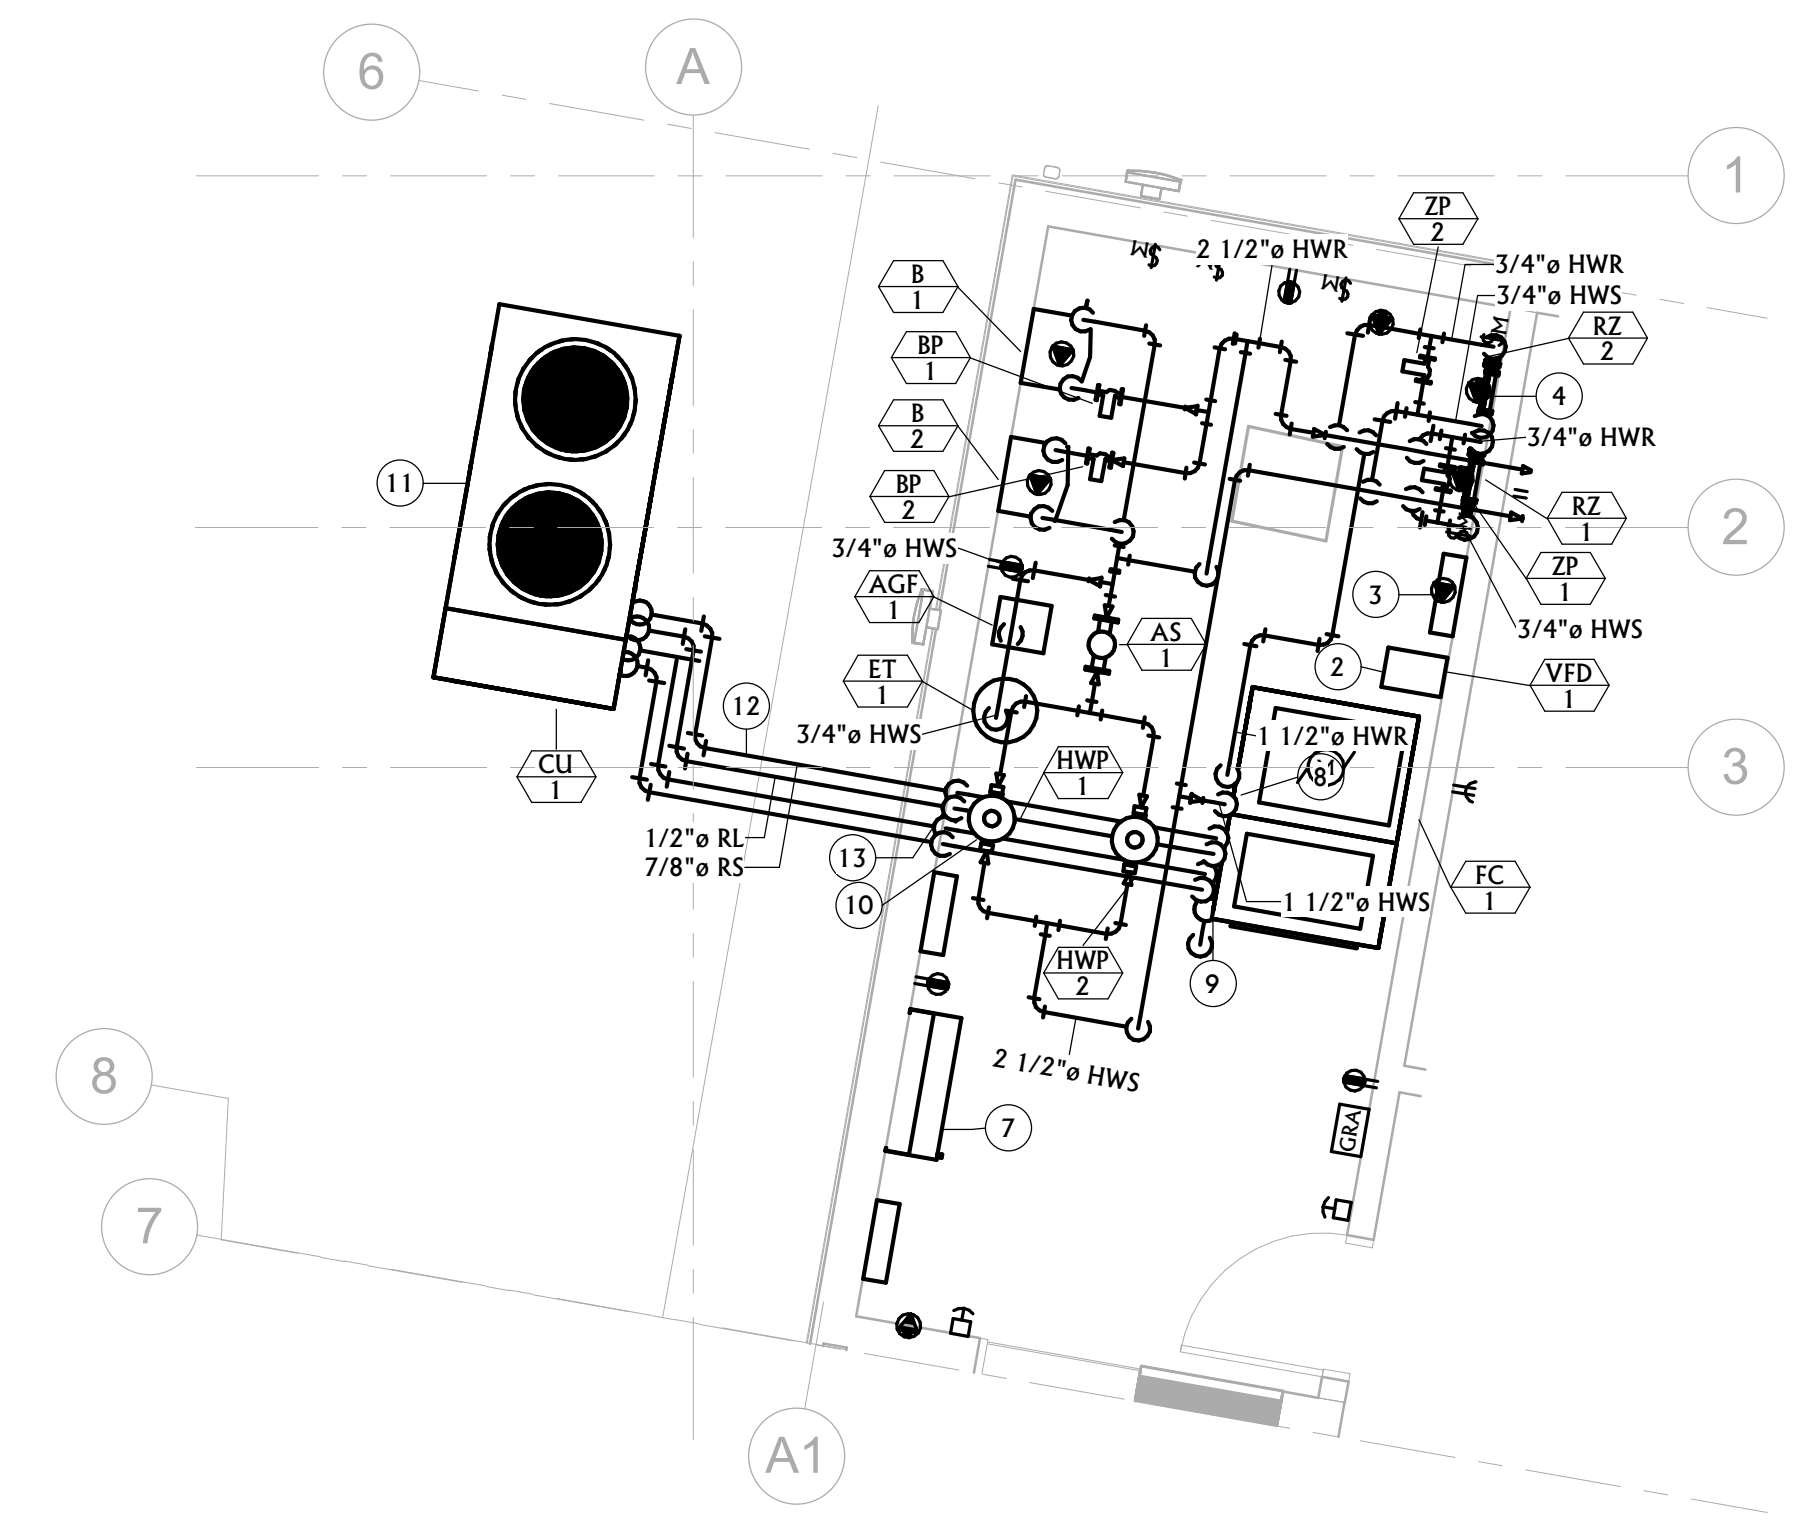 6
A
1
ZP
2
2 1/2"ø HWR
3/4"ø HWR
3/4"ø HWS
$M
$M
M
B
1
RZ
2
BP
1
4
B
2
3/4"ø HWR
11
BP
2
RZ
1
2
3/4"ø HWS
ZP
1
AGF
1
3
3/4"ø HWS
AS
1
ET
1
2
VFD
1
12
3/4"ø HWS
1 1/2"ø HWR
CU
1
HWP
1
8
3
1/2"ø RL
7/8"ø RS
13
10
FC
1
1 1/2"ø HWS
HWP
2
9
2 1/2"ø HWS
8
7
GRA
7
A1